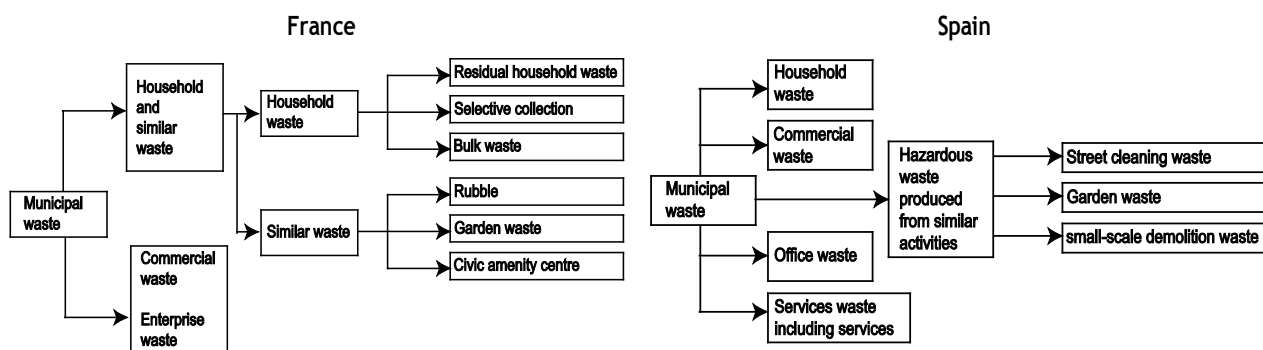 France
Municipal
waste
Household
and
similar
waste
Commercial
waste
Enterprise
waste
Household
waste
Similar waste
Residual household waste
Selective collection
Bulk waste
Rubble
Garden waste
Civic amenity centre
Spain
Municipal
waste
Household
waste
Commercial
waste
Office waste
Services waste
including services
Hazardous
waste
produced
from similar
activities
Street cleaning waste
Garden waste
small-scale demolition waste